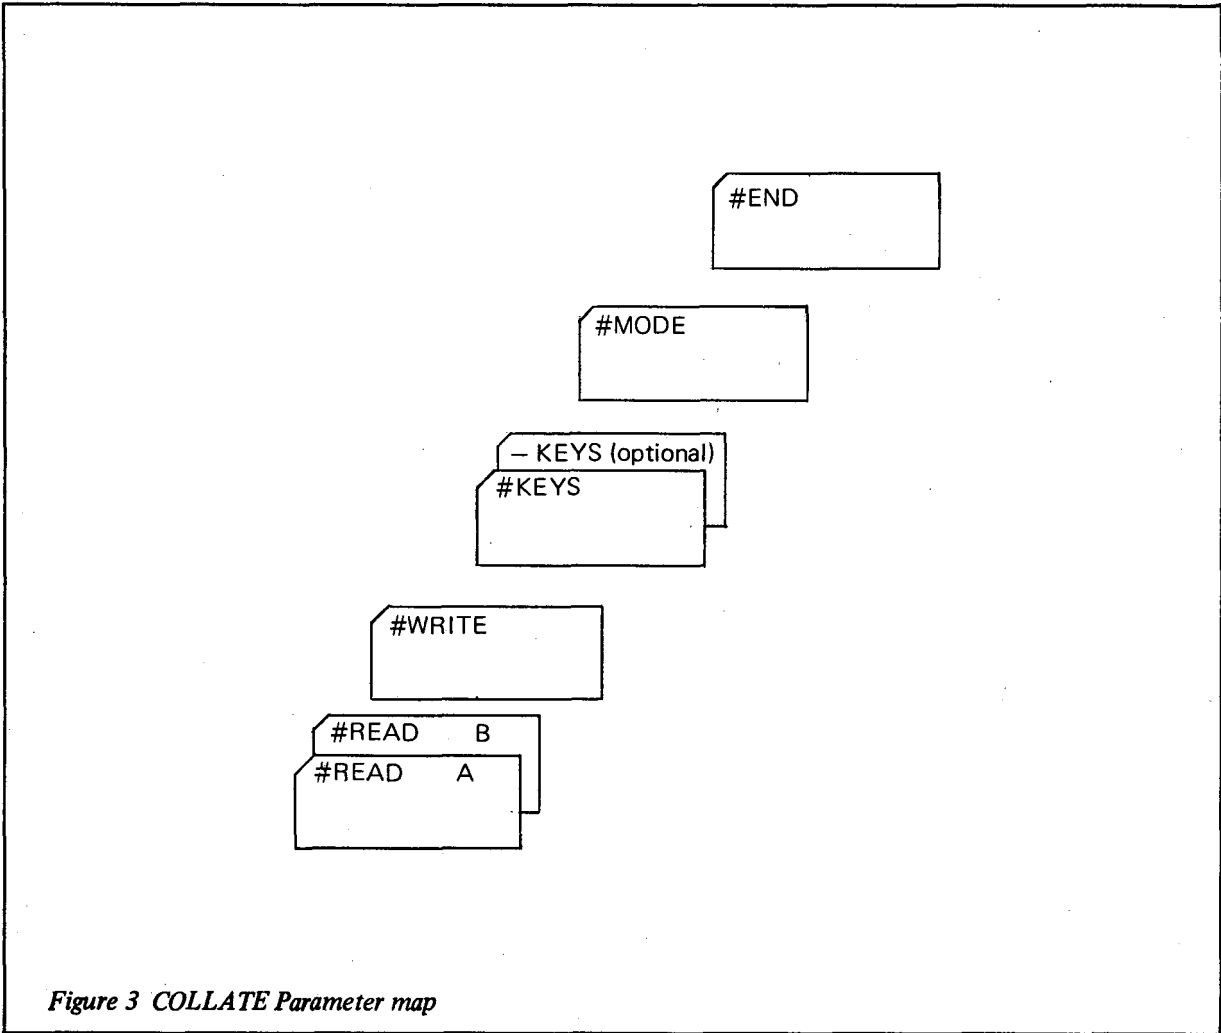 #END
#MODE
– KEYS (optional)
#KEYS
#WRITE
#READ B
#READ A
Figure 3 COLLATE Parameter map